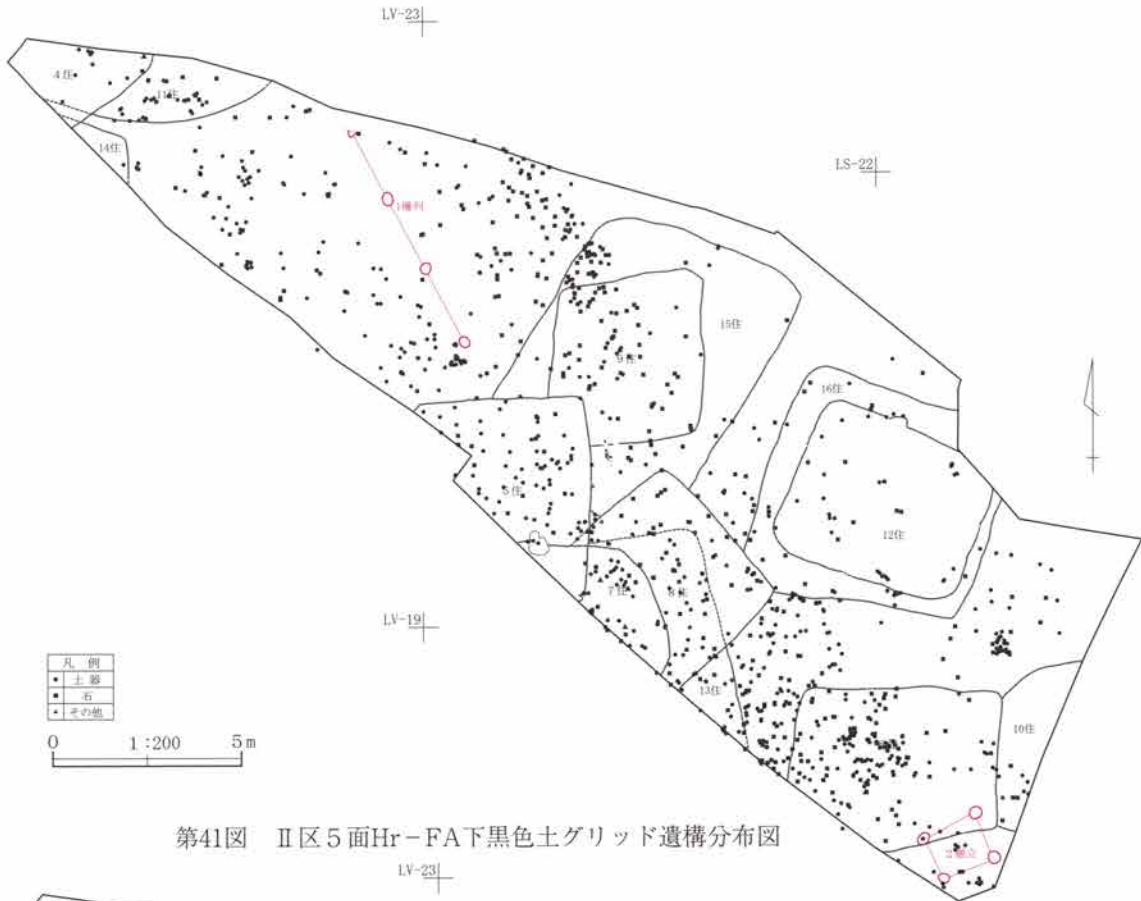 LV-23
4住
11住
14住
LS-22
1柵列
15住
9住
16住
5住
12住
7住
8住
LV-19
13住
10住
凡 例
● 土器
■ 石
▲ その他
0 1:200 5m
第41図 Ⅱ区5面Hr-FA下黒色土グリッド遺構分布図
LV-23